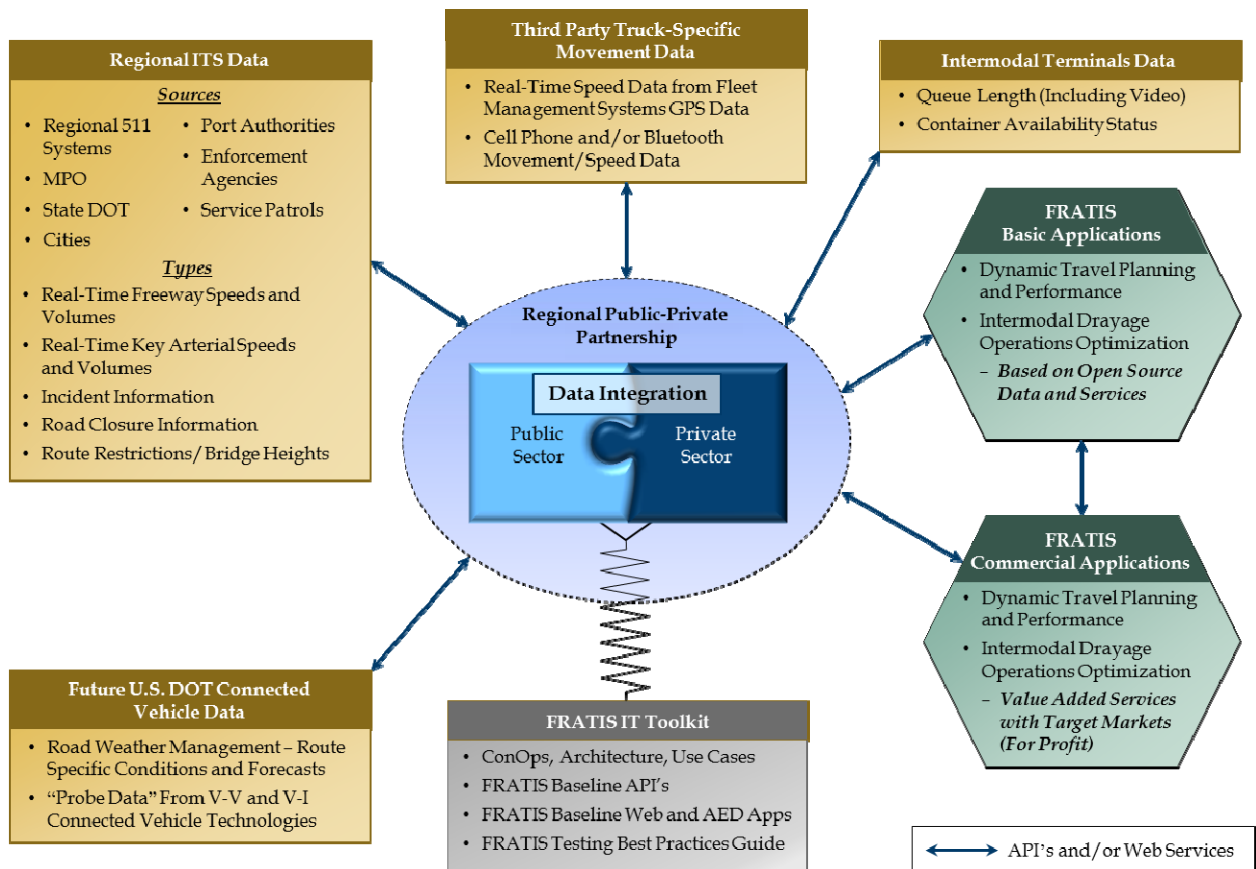 Regional ITS Data
Sources
• Regional 511
Systems
• MPO
• State DOT
• Cities
• Port Authorities
• Enforcement
Agencies
• Service Patrols
Types
• Real-Time Freeway Speeds and
Volumes
• Real-Time Key Arterial Speeds
and Volumes
• Incident Information
• Road Closure Information
• Route Restrictions/Bridge Heights
Third Party Truck-Specific
Movement Data
• Real-Time Speed Data from Fleet
Management Systems GPS Data
• Cell Phone and/or Bluetooth
Movement/Speed Data
Intermodal Terminals Data
• Queue Length (Including Video)
• Container Availability Status
FRATIS
Basic Applications
• Dynamic Travel Planning
and Performance
• Intermodal Drayage
Operations Optimization
– Based on Open Source
Data and Services
Regional Public-Private
Partnership
Data Integration
Public
Sector
Private
Sector
FRATIS
Commercial Applications
• Dynamic Travel Planning
and Performance
• Intermodal Drayage
Operations Optimization
– Value Added Services
with Target Markets
(For Profit)
Future U.S. DOT Connected
Vehicle Data
• Road Weather Management – Route
Specific Conditions and Forecasts
• “Probe Data” From V-V and V-I
Connected Vehicle Technologies
FRATIS IT Toolkit
• ConOps, Architecture, Use Cases
• FRATIS Baseline API's
• FRATIS Baseline Web and AED Apps
• FRATIS Testing Best Practices Guide
API's and/or Web Services